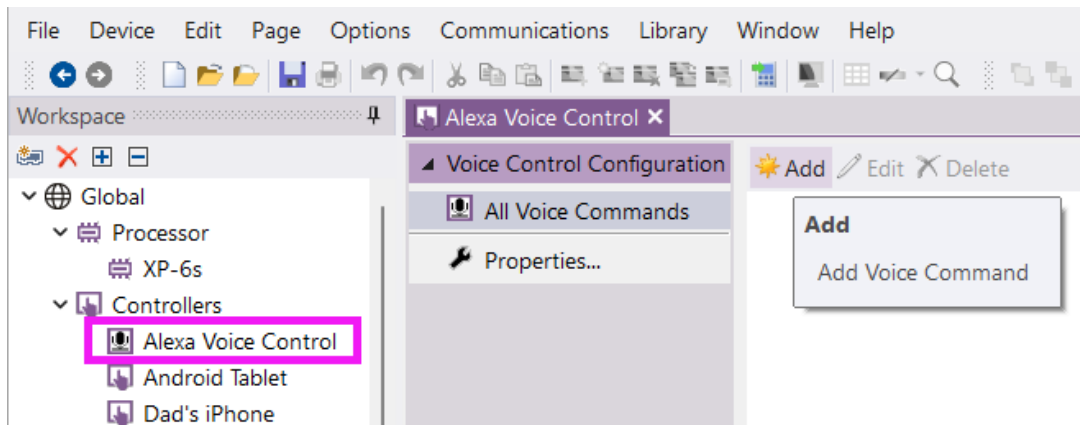 File Device Edit Page Options Communications Library Window Help
Workspace
Alexa Voice Control
Voice Control Configuration
All Voice Commands
Properties...
Add Edit Delete
Add
Add Voice Command
Global
Processor
XP-6s
Controllers
Alexa Voice Control
Android Tablet
Dad's iPhone